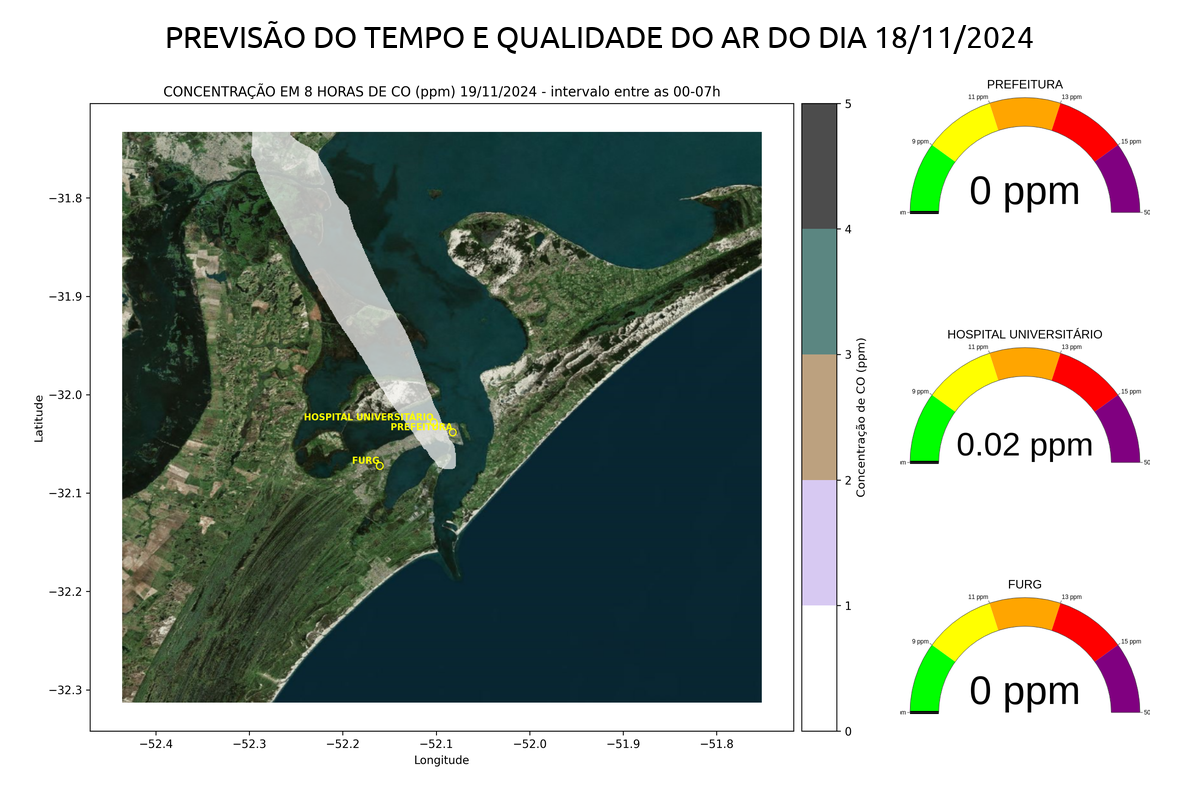 PREVISÃO DO TEMPO E QUALIDADE DO AR DO DIA 18/11/2024
CONCENTRAÇÃO EM 8 HORAS DE CO (ppm) 19/11/2024 - intervalo entre as 00-07h
Latitude
−31.8
−31.9
−32.0
−32.1
−32.2
−32.3
HOSPITAL UNIVERSITÁRIO
PREFEITURA
FURG
−52.4 −52.3 −52.2 −52.1 −52.0 −51.9 −51.8
Longitude
5
4
3
2
1
0
Concentração de CO (ppm)
PREFEITURA
11 ppm 13 ppm
9 ppm 15 ppm
0 ppm
HOSPITAL UNIVERSITÁRIO
11 ppm 13 ppm
9 ppm 15 ppm
0.02 ppm
FURG
11 ppm 13 ppm
9 ppm 15 ppm
0 ppm